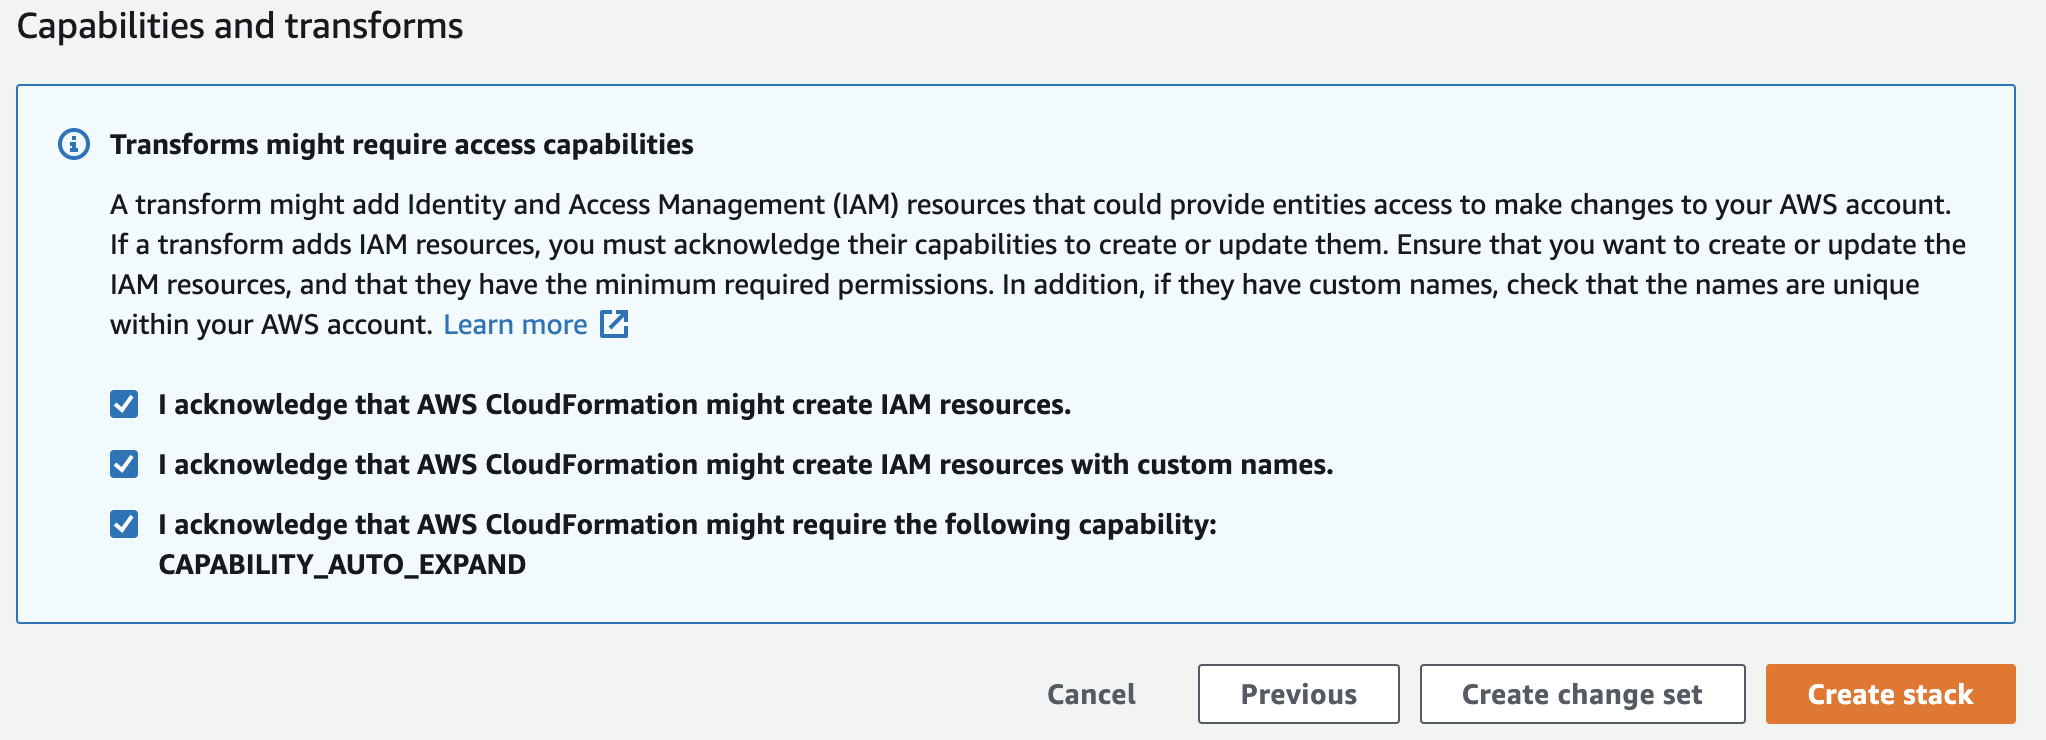 Capabilities and transforms
Transforms might require access capabilities
A transform might add Identity and Access Management (IAM) resources that could provide entities access to make changes to your AWS account.
If a transform adds IAM resources, you must acknowledge their capabilities to create or update them. Ensure that you want to create or update the
IAM resources, and that they have the minimum required permissions. In addition, if they have custom names, check that the names are unique
within your AWS account. Learn more
I acknowledge that AWS CloudFormation might create IAM resources.
I acknowledge that AWS CloudFormation might create IAM resources with custom names.
I acknowledge that AWS CloudFormation might require the following capability:
CAPABILITY_AUTO_EXPAND
Cancel Previous Create change set Create stack